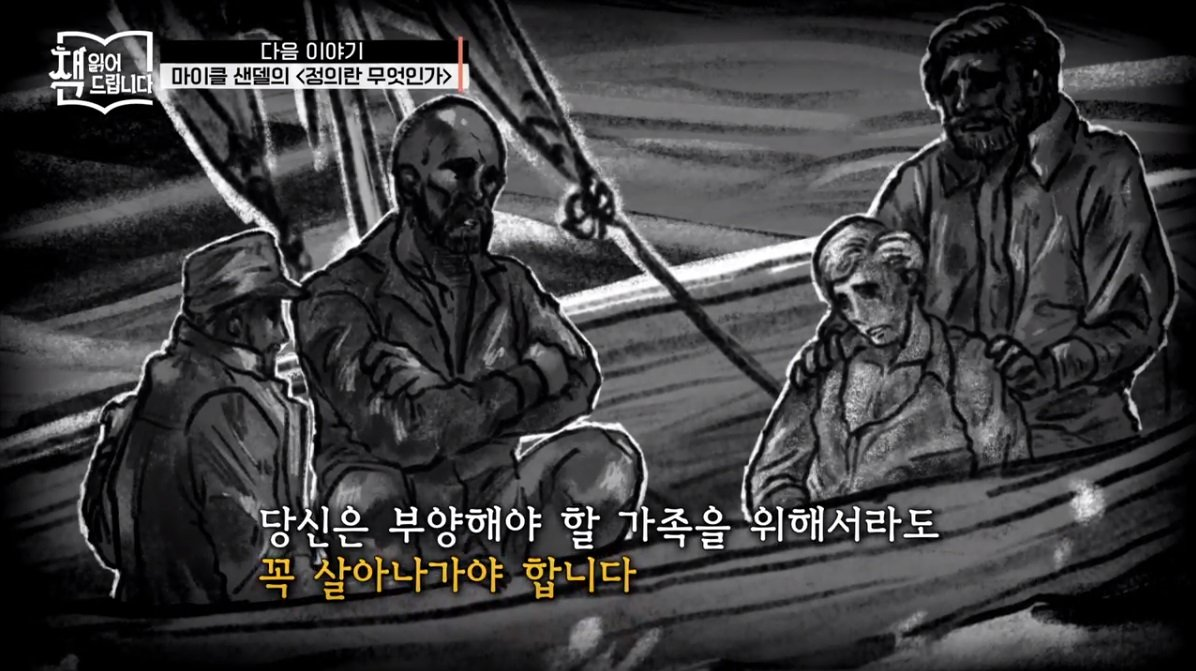 책 읽어
드립니다
다음 이야기
마이클 샌델의 <정의란 무엇인가>
당신은 부양해야 할 가족을 위해서라도
꼭 살아나가야 합니다